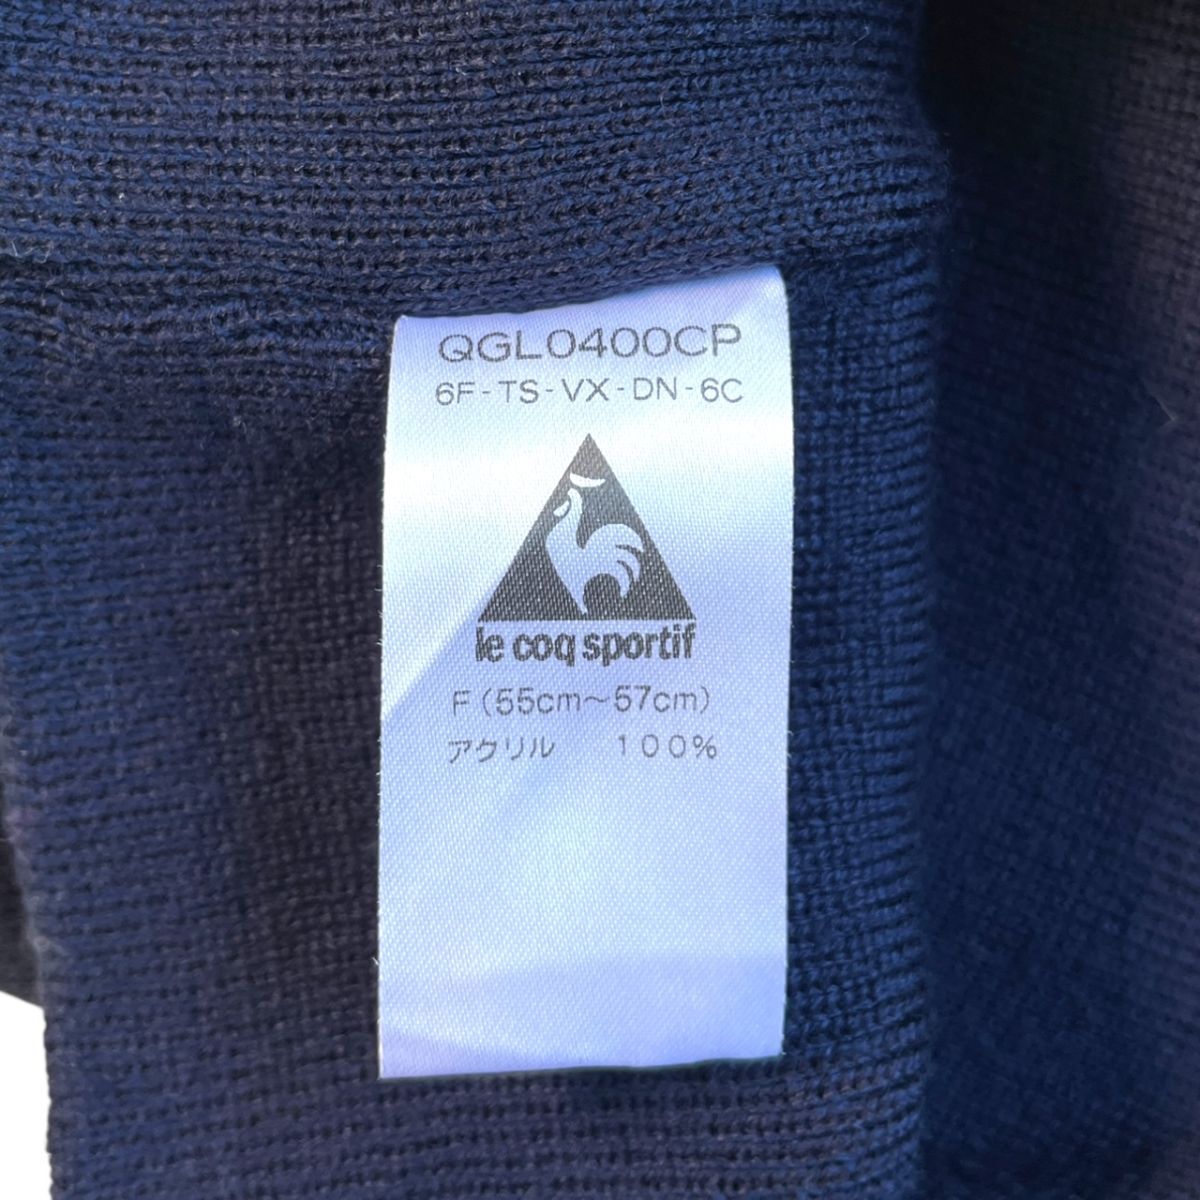 QGL0400CP
6F-TS-VX-DN-6C
le coq sportif
F (55cm～57cm)
アクリル 100%